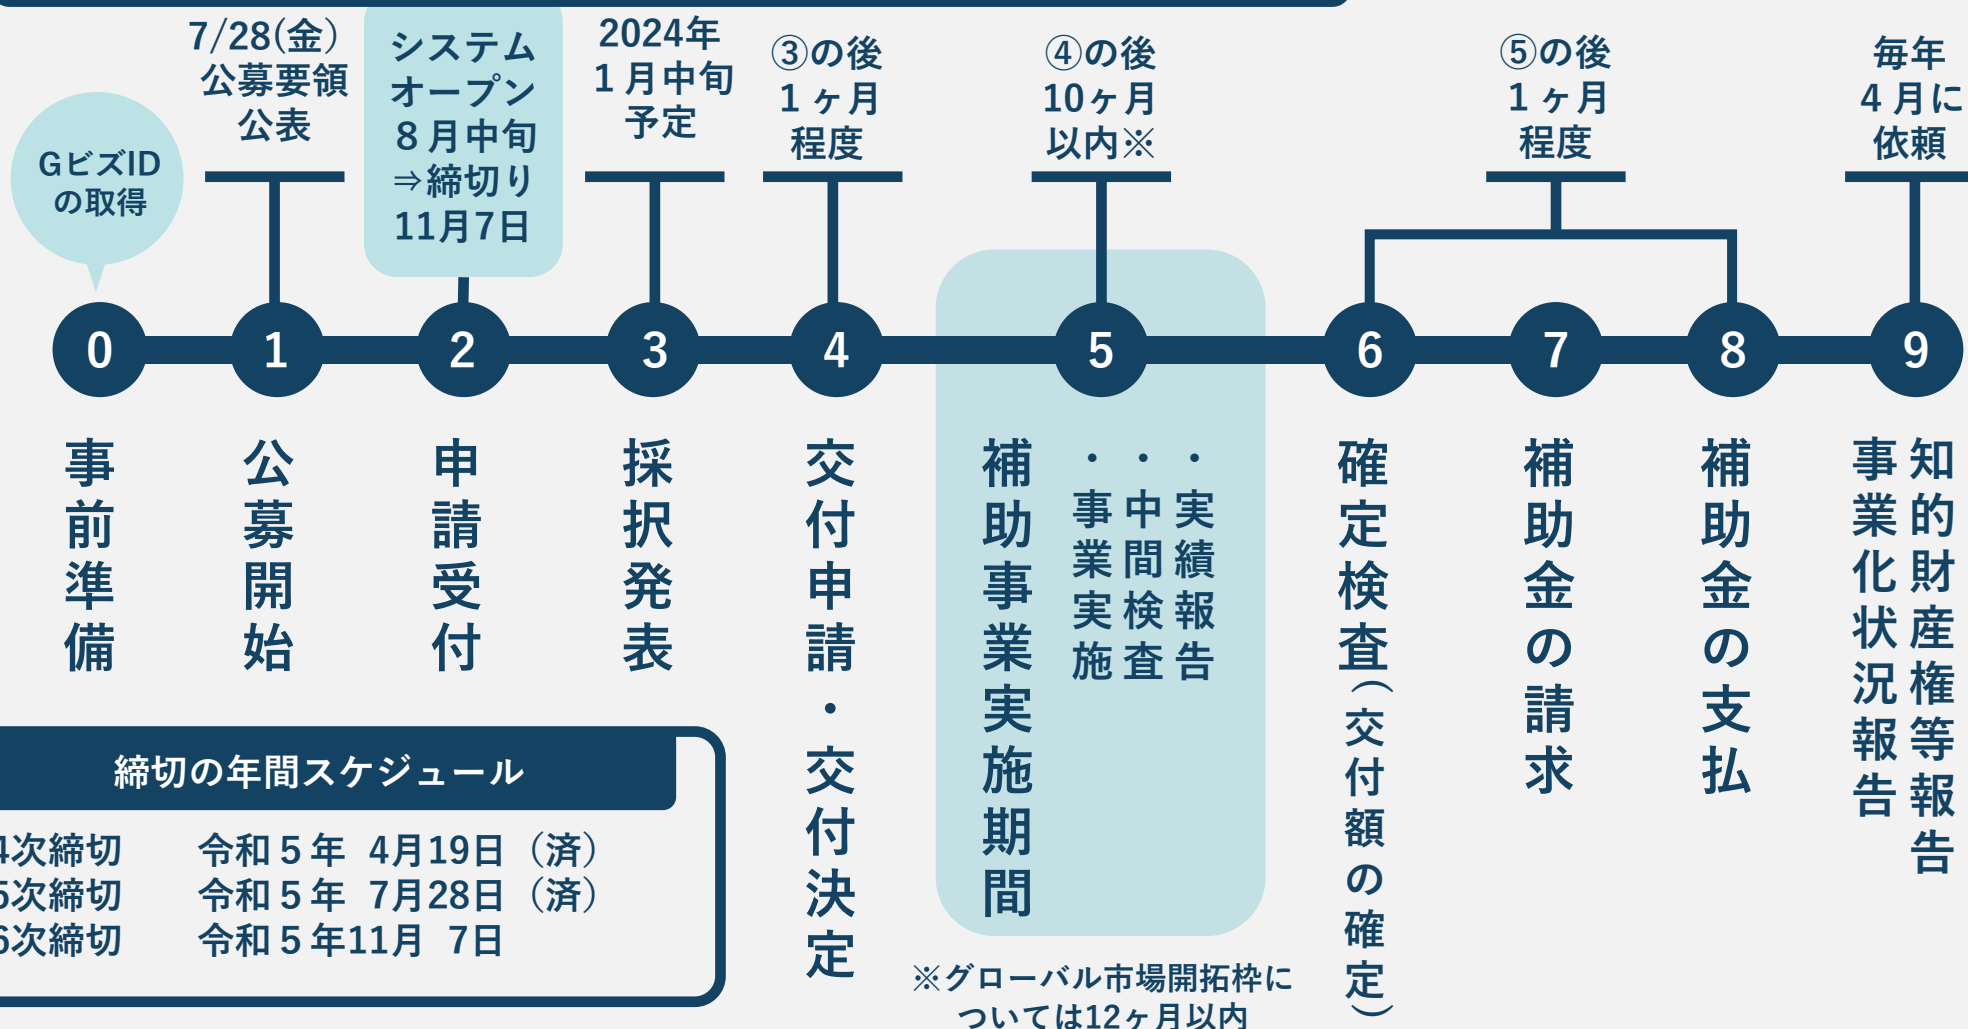 7/28(金)
公募要領
公表
システム
オープン
８月中旬
⇒締切り
11月7日
2024年
１月中旬
予定
③の後
１ヶ月
程度
④の後
10ヶ月
以内※
⑤の後
１ヶ月
程度
毎年
４月に
依頼
GビズID
の取得
0
1
2
3
4
5
6
7
8
9
事前準備
公募開始
申請受付
採択発表
交付申請・交付決定
補助事業実施期間
・事業実施
・中間検査
・実績報告
確定検査（交付額の確定）
補助金の請求
補助金の支払
事業化状況報告
知的財産権等報告
※グローバル市場開拓枠に
ついては12ヶ月以内
締切の年間スケジュール
次締切 令和５年 4月19日（済）
次締切 令和５年 7月28日（済）
次締切 令和５年11月 7日